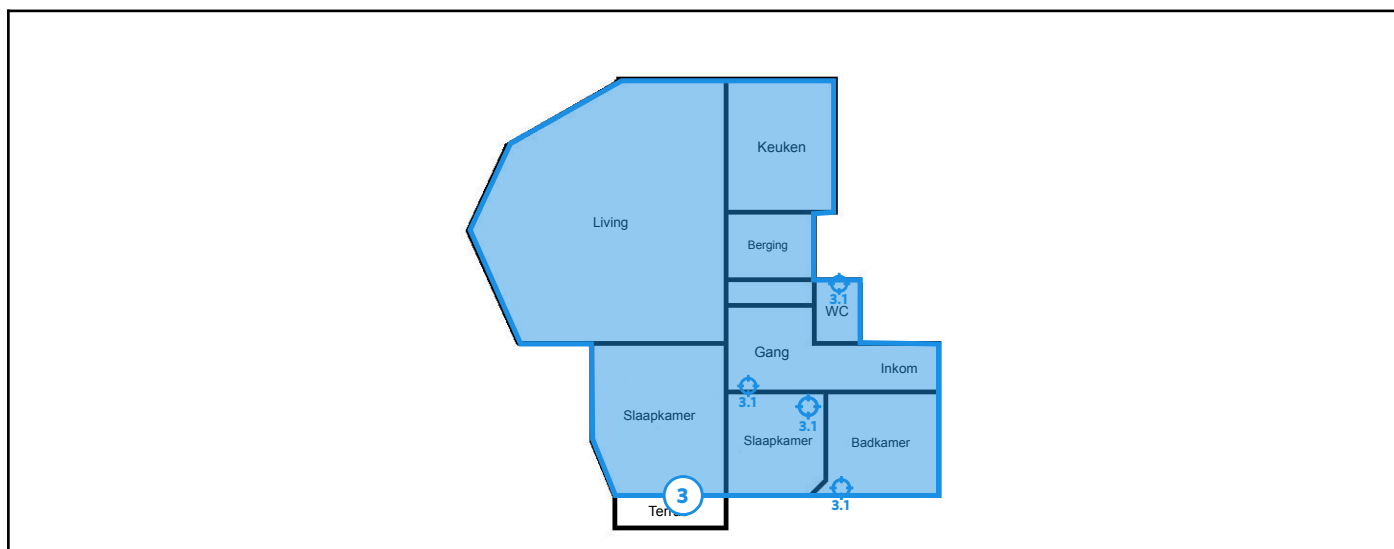 Keuken
Living
Berging
3.1
WC
Gang
Inkom
3.1
Slaapkamer
3.1
Slaapkamer
Badkamer
3
3.1